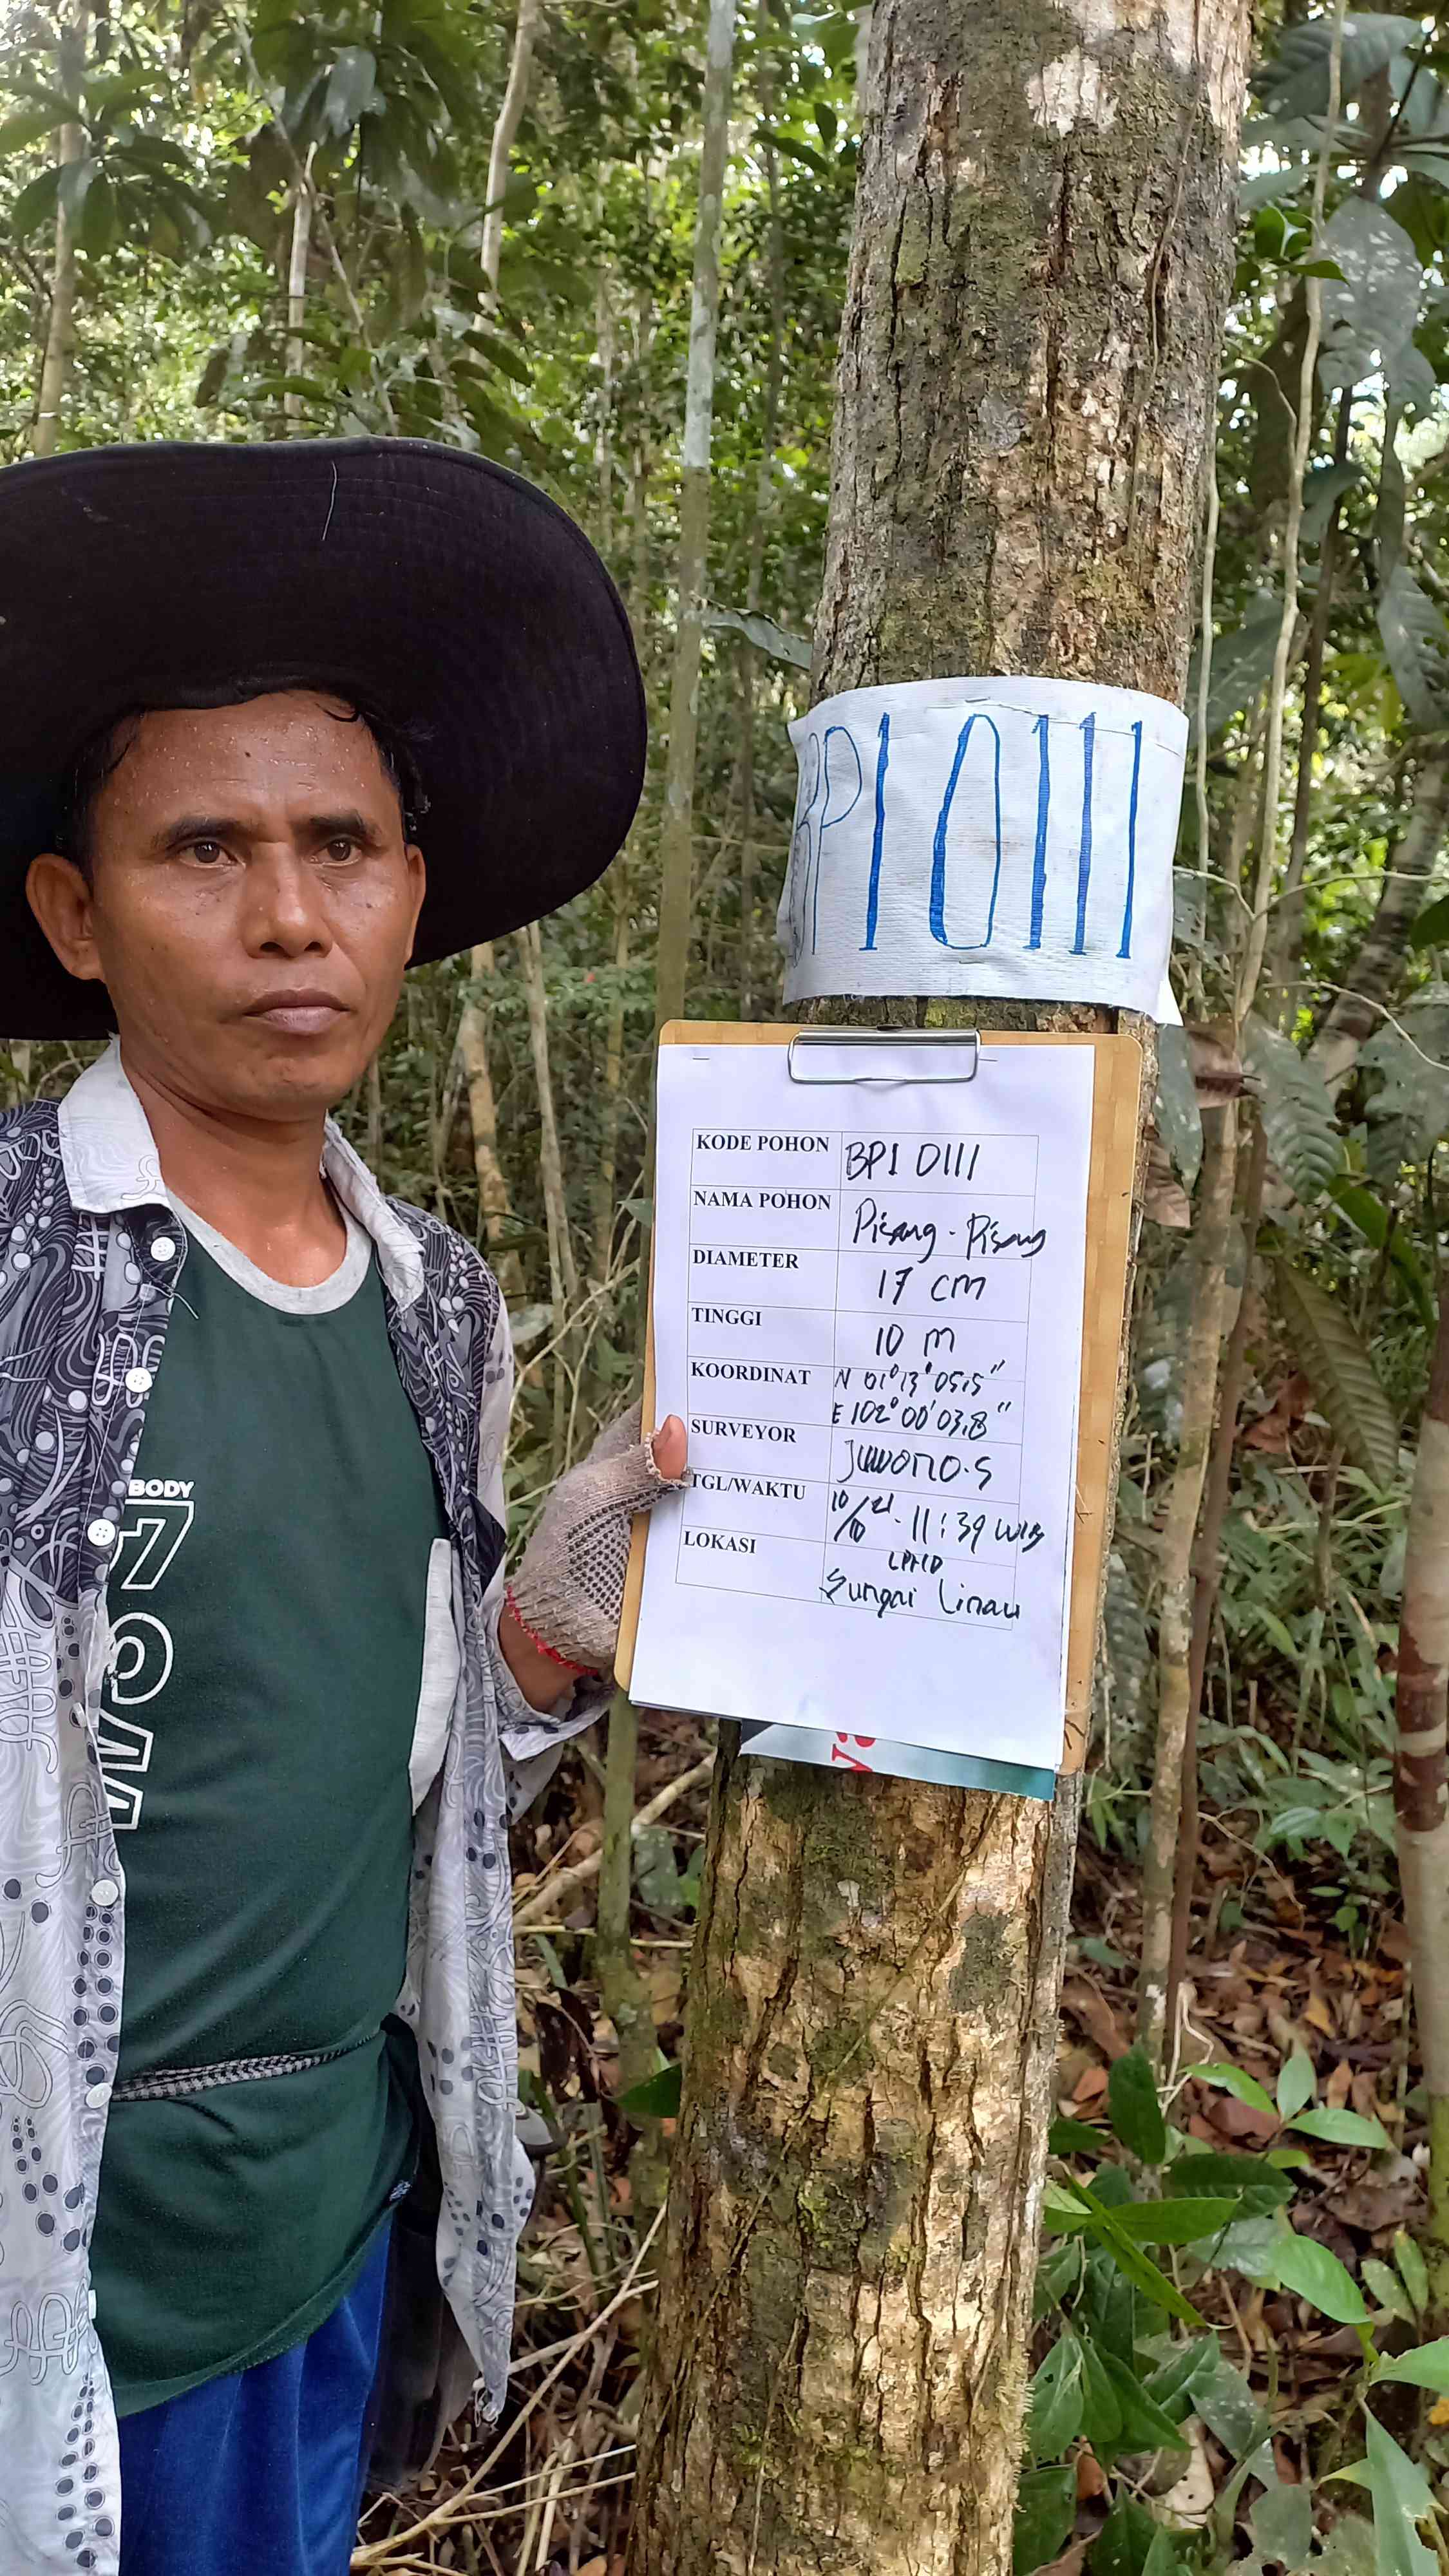 BPI 0111
KODE POHON BPI 0111
NAMA POHON Pisang - Pisang
DIAMETER 17 CM
TINGGI 10 M
KOORDINAT N 01° 13' 05,5"
E 102° 00' 03,8"
SURVEYOR JUWONO.S
TGL/WAKTU 10/10 21. 11:39 WIB
LOKASI LPHD
Sungai Linau
BODY
7